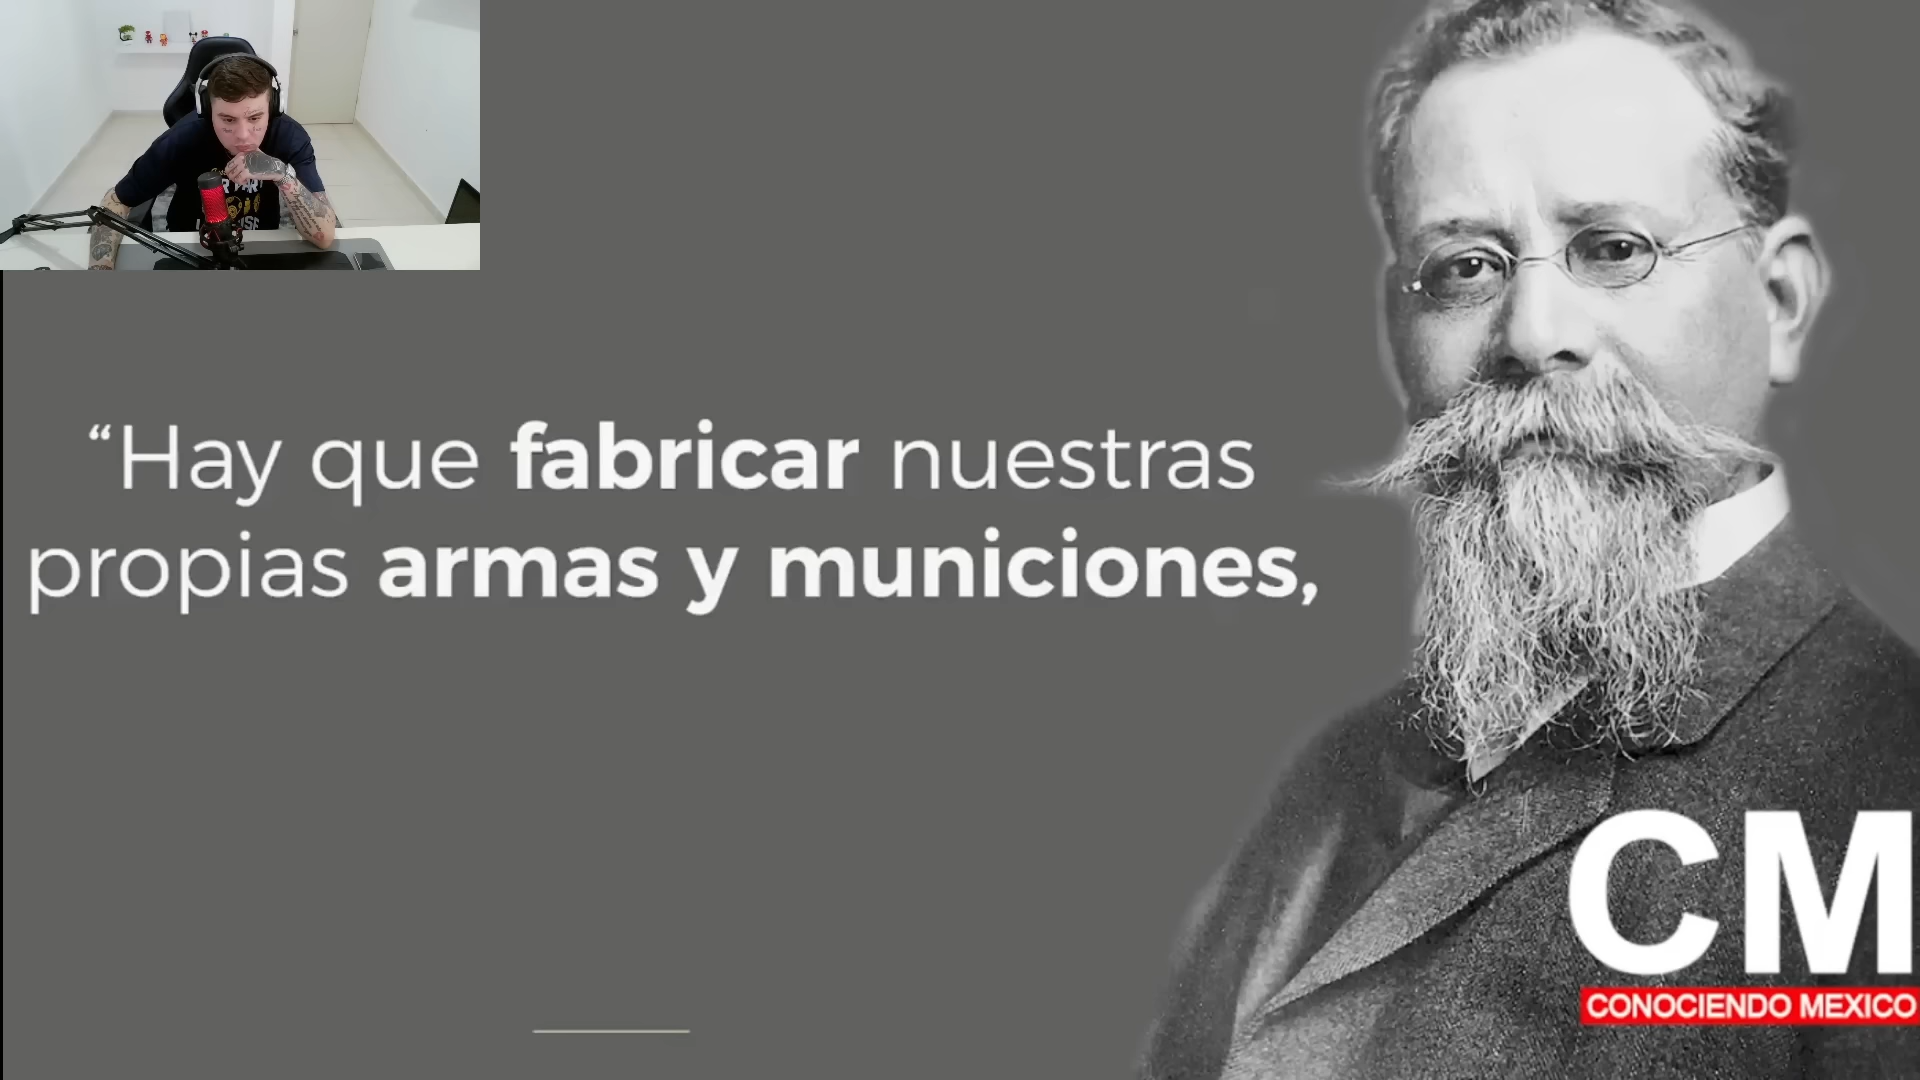 “Hay que fabricar nuestras
propias armas y municiones,
CM
CONOCIENDO MEXICO